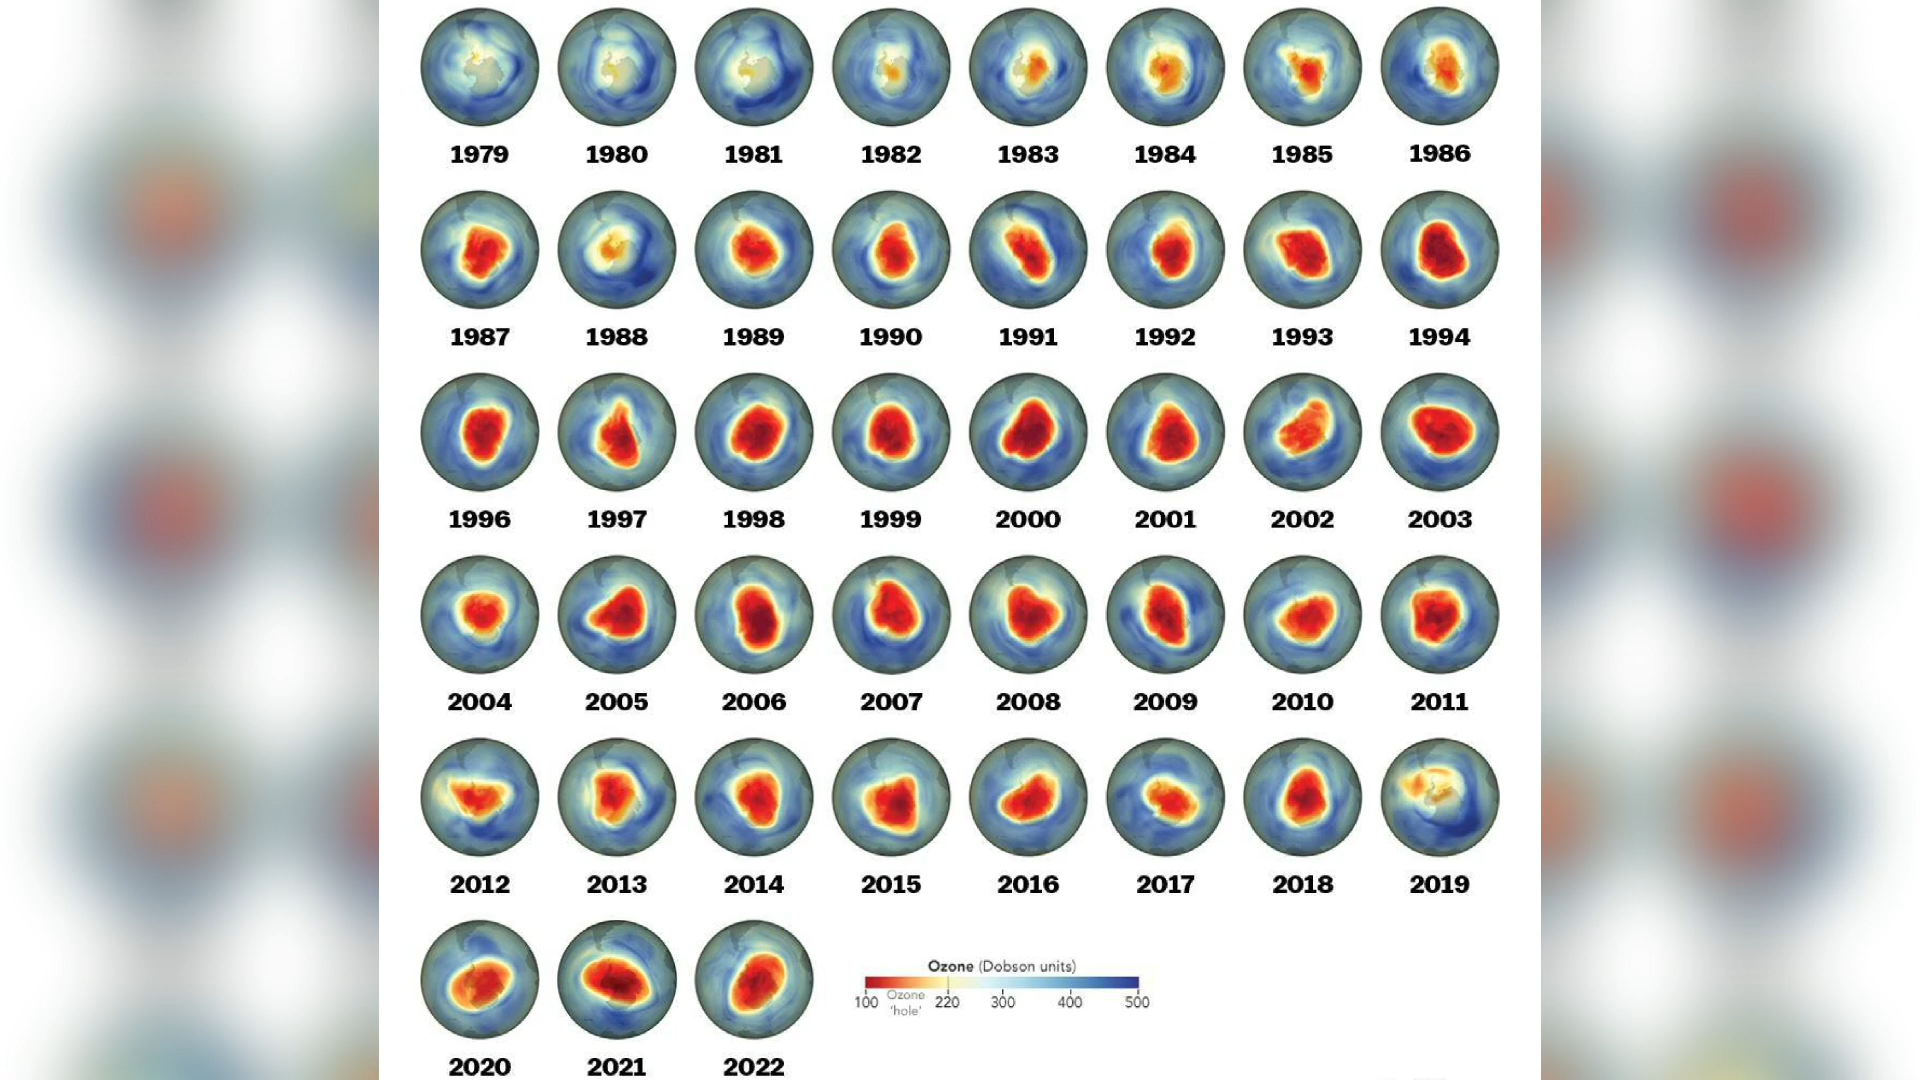 1979 1980 1981 1982 1983 1984 1985 1986
1987 1988 1989 1990 1991 1992 1993 1994
1996 1997 1998 1999 2000 2001 2002 2003
2004 2005 2006 2007 2008 2009 2010 2011
2012 2013 2014 2015 2016 2017 2018 2019
Ozone (Dobson units)
100 Ozone 'hole' 220 300 400 500
2020 2021 2022